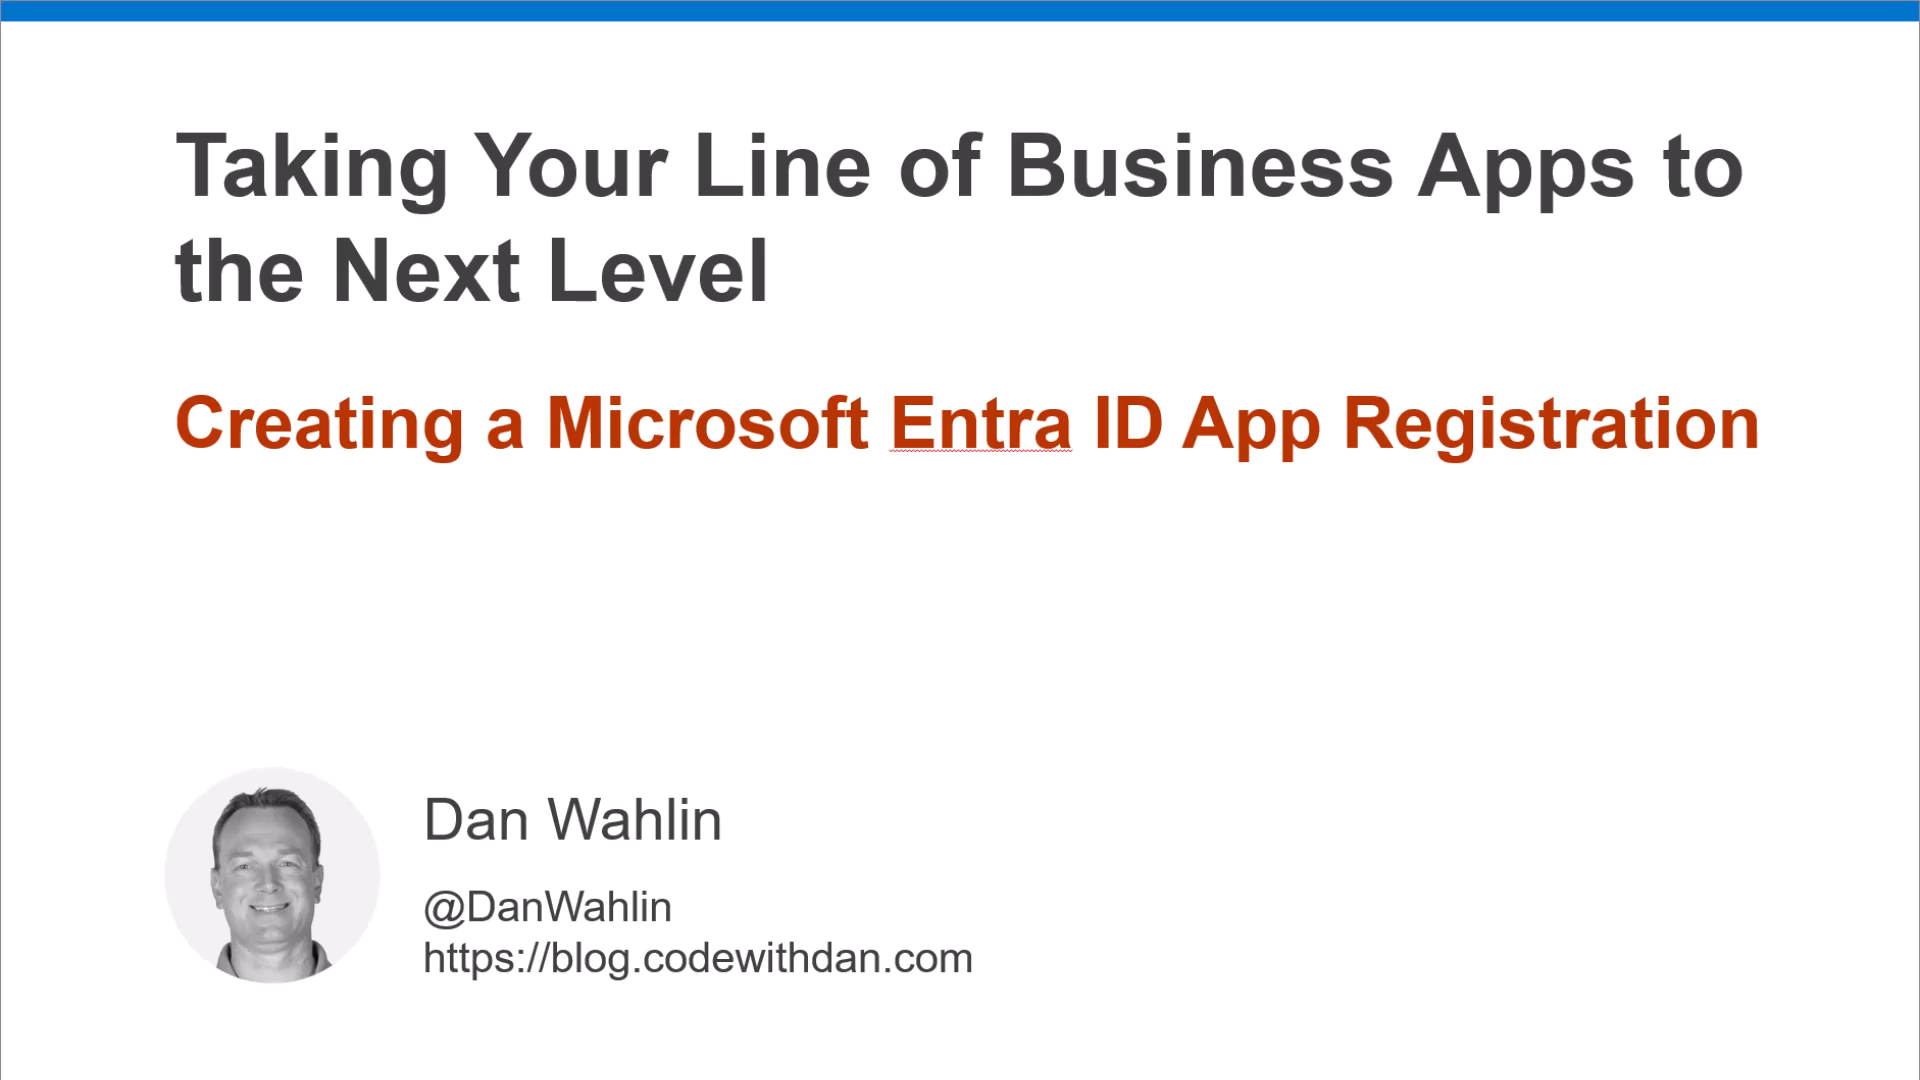 Taking Your Line of Business Apps to
the Next Level
Creating a Microsoft Entra ID App Registration
Dan Wahlin
@DanWahlin
https://blog.codewithdan.com